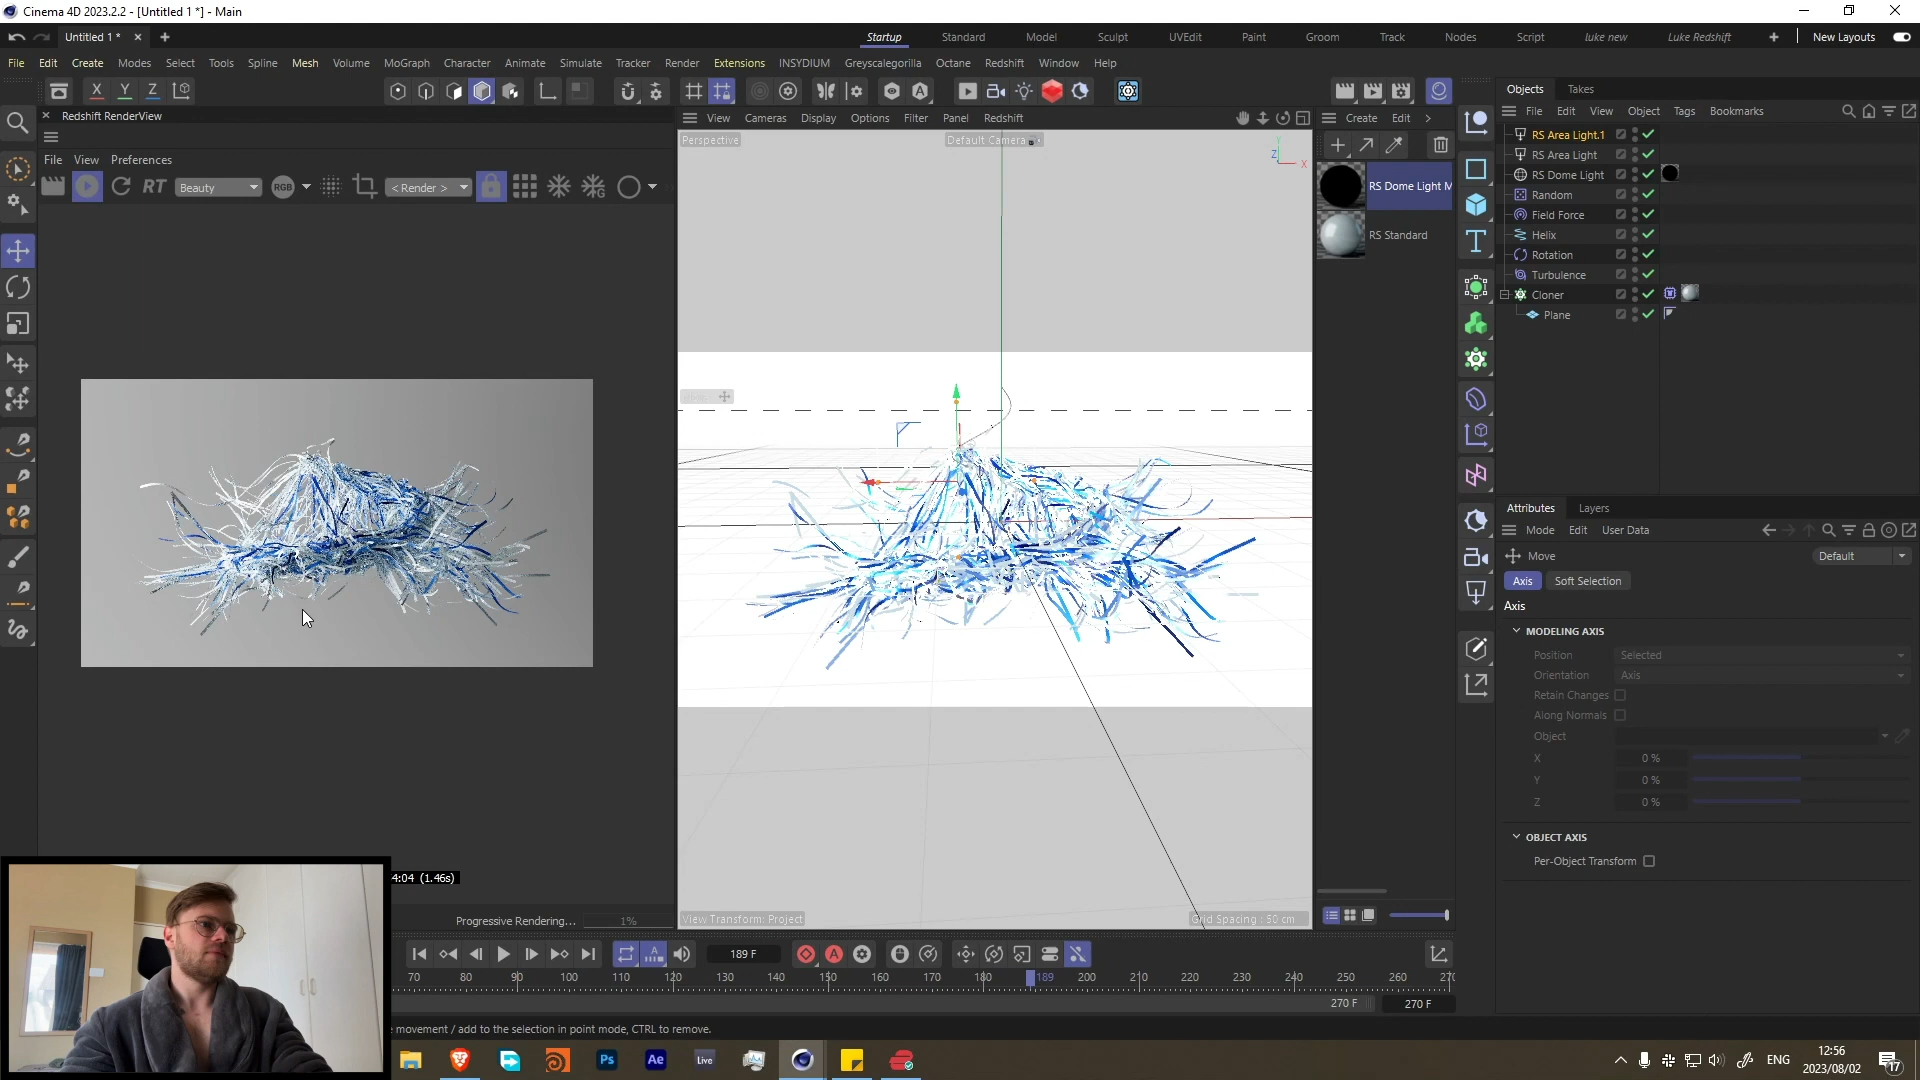 Cinema 4D 2023.2.2 - [Untitled 1 *] - Main
Untitled 1 *
Startup Standard Model Sculpt UVEdit Paint Groom Track Nodes Script luke new Luke Redshift New Layouts
File Edit Create Modes Select Tools Spline Mesh Volume MoGraph Character Animate Simulate Tracker Render Extensions INSYDIUM Greyscalegorilla Octane Redshift Window Help
X Y Z
Redshift RenderView
File View Preferences
RT Beauty RGB < Render >
View Cameras Display Options Filter Panel Redshift
Perspective
Default Camera
Y
Z
X
View Transform: Project
Grid Spacing : 50 cm
Create Edit
RS Dome Light M
RS Standard
Objects Takes
File Edit View Object Tags Bookmarks
RS Area Light.1
RS Area Light
RS Dome Light
Random
Field Force
Helix
Rotation
Turbulence
Cloner
Plane
Attributes Layers
Mode Edit User Data
Move
Default
Axis Soft Selection
Axis
MODELING AXIS
Position Selected
Orientation Axis
Retain Changes
Along Normals
Object
X 0 %
Y 0 %
Z 0 %
OBJECT AXIS
Per-Object Transform
4:04 (1.46s)
Progressive Rendering... 1%
189 F
70 80 90 100 110 120 130 140 150 160 170 180 189 200 210 220 230 240 250 260 270
270 F 270 F
movement / add to the selection in point mode, CTRL to remove.
Ps Ae Live
ENG
12:56
2023/08/02
17